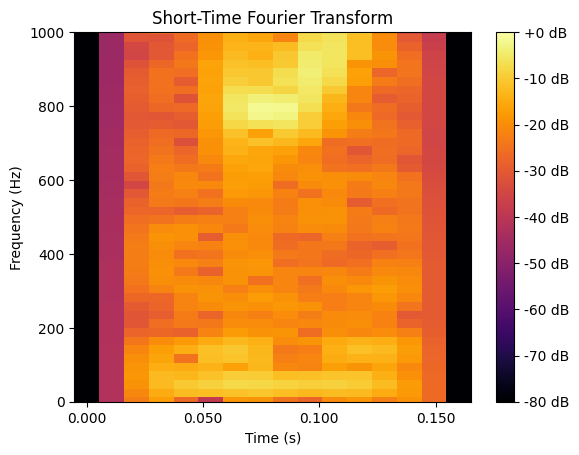 Short-Time Fourier Transform
1000
800
600
400
200
0
Frequency (Hz)
0.000
0.050
0.100
0.150
Time (s)
+0 dB
-10 dB
-20 dB
-30 dB
-40 dB
-50 dB
-60 dB
-70 dB
-80 dB